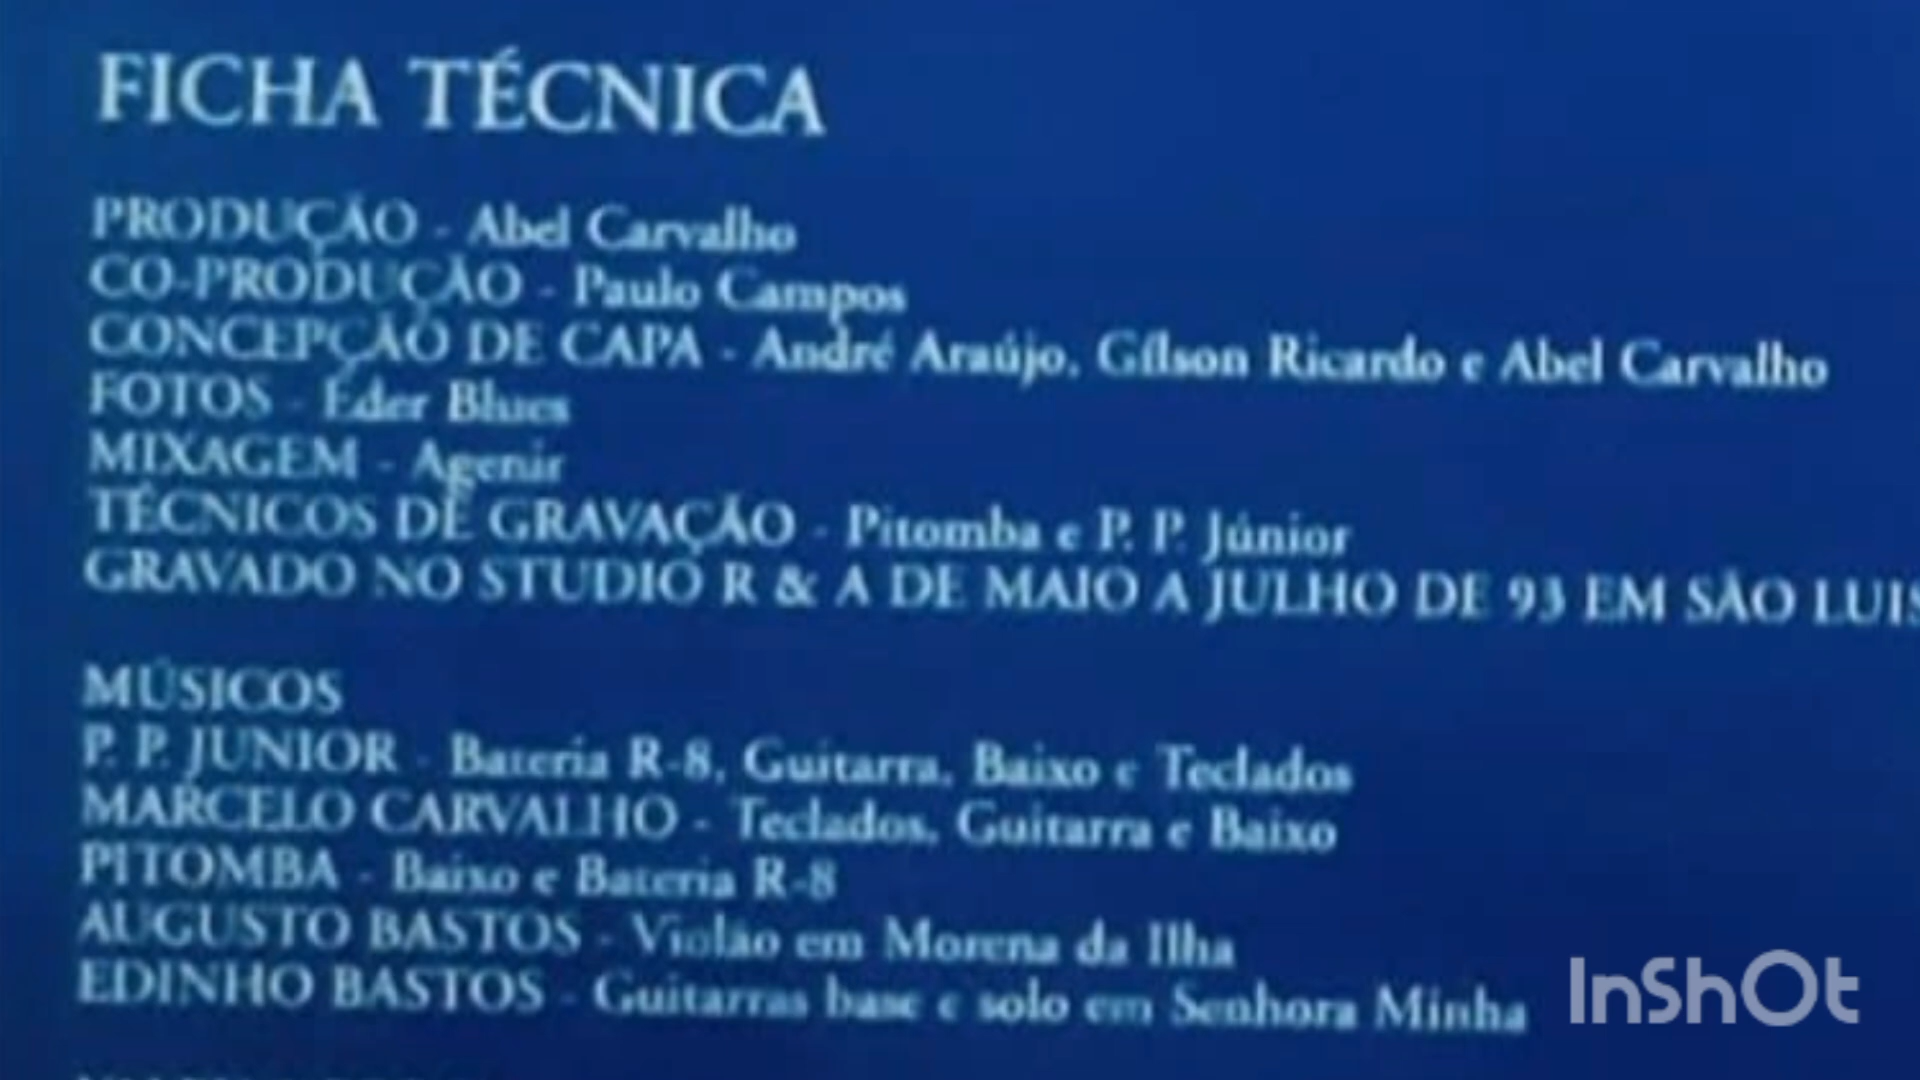 FICHA TÉCNICA
PRODUÇÃO - Abel Carvalho
CO-PRODUÇÃO - Paulo Campos
CONCEPÇÃO DE CAPA - André Araújo, Gílson Ricardo e Abel Carvalho
FOTOS - Éder Blues
MIXAGEM - Agenir
TÉCNICOS DE GRAVAÇÃO - Pitomba e P. P. Júnior
GRAVADO NO STUDIO R & A DE MAIO A JULHO DE 93 EM SÃO LUIS
MÚSICOS
P. P. JUNIOR - Bateria R-8, Guitarra, Baixo e Teclados
MARCELO CARVALHO - Teclados, Guitarra e Baixo
PITOMBA - Baixo e Bateria R-8
AUGUSTO BASTOS - Violão em Morena da Ilha
EDINHO BASTOS - Guitarras base e solo em Senhora Minha
InShOt